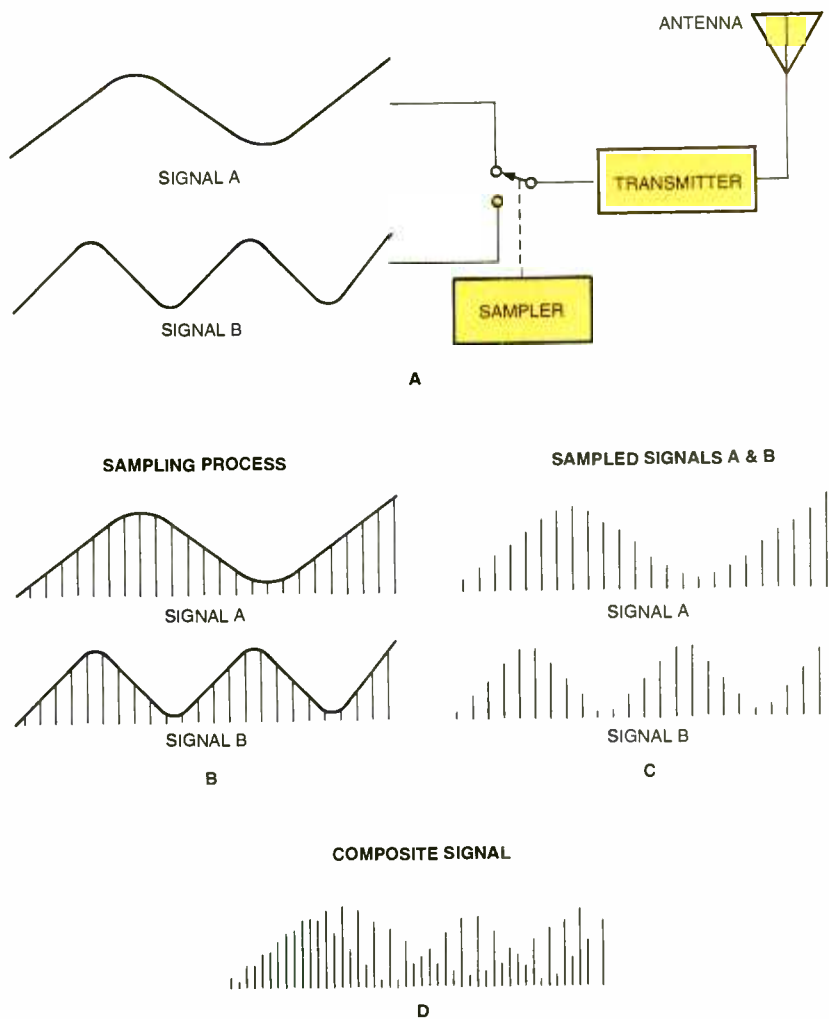 ANTENNA
SIGNAL A
TRANSMITTER
SIGNAL B
SAMPLER
A
SAMPLING PROCESS
SAMPLED SIGNALS A & B
SIGNAL A
SIGNAL A
SIGNAL B
SIGNAL B
B
C
COMPOSITE SIGNAL
D